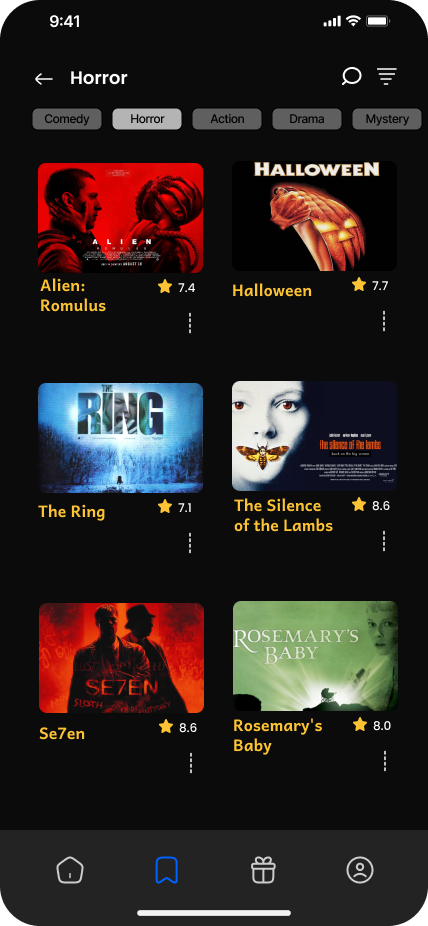 9:41
Horror
Comedy Horror Action Drama Mystery
ALIEN
ROMULUS
HALLOWEEN
Alien:
Romulus
7.4
Halloween
7.7
THE
RING
the silence of the lambs
The Ring
7.1
The Silence
of the Lambs
8.6
SE7EN
ROSEMARY'S
BABY
Se7en
8.6
Rosemary's
Baby
8.0